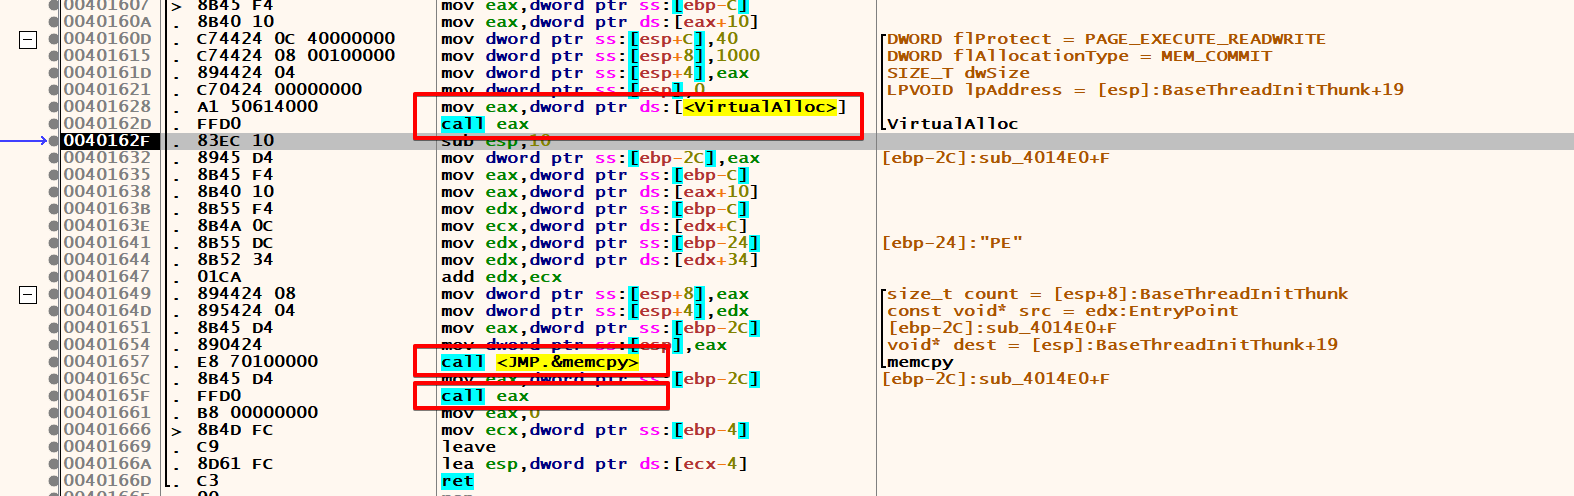 00401607 > 8B45 F4 mov eax,dword ptr ss:[ebp-C]
0040160A . 8B40 10 mov eax,dword ptr ds:[eax+10]
0040160D . C74424 0C 40000000 mov dword ptr ss:[esp+C],40 DWORD flProtect = PAGE_EXECUTE_READWRITE
00401615 . C74424 08 00100000 mov dword ptr ss:[esp+8],1000 DWORD flAllocationType = MEM_COMMIT
0040161D . 894424 04 mov dword ptr ss:[esp+4],eax SIZE_T dwSize
00401621 . C70424 00000000 mov dword ptr ss:[esp],0 LPVOID lpAddress = [esp]:BaseThreadInitThunk+19
00401628 . A1 50614000 mov eax,dword ptr ds:[<VirtualAlloc>]
0040162D . FFD0 call eax VirtualAlloc
0040162F . 83EC 10 sub esp,10
00401632 . 8945 D4 mov dword ptr ss:[ebp-2C],eax [ebp-2C]:sub_4014E0+F
00401635 . 8B45 F4 mov eax,dword ptr ss:[ebp-C]
00401638 . 8B40 10 mov eax,dword ptr ds:[eax+10]
0040163B . 8B55 F4 mov edx,dword ptr ss:[ebp-C]
0040163E . 8B4A 0C mov ecx,dword ptr ds:[edx+C]
00401641 . 8B55 DC mov edx,dword ptr ss:[ebp-24] [ebp-24]:"PE"
00401644 . 8B52 34 mov edx,dword ptr ds:[edx+34]
00401647 . 01CA add edx,ecx
00401649 . 894424 08 mov dword ptr ss:[esp+8],eax size_t count = [esp+8]:BaseThreadInitThunk
0040164D . 895424 04 mov dword ptr ss:[esp+4],edx const void* src = edx:EntryPoint
00401651 . 8B45 D4 mov eax,dword ptr ss:[ebp-2C] [ebp-2C]:sub_4014E0+F
00401654 . 890424 mov dword ptr ss:[esp],eax void* dest = [esp]:BaseThreadInitThunk+19
00401657 . E8 70100000 call <JMP.&memcpy> memcpy
0040165C . 8B45 D4 mov eax,dword ptr ss:[ebp-2C] [ebp-2C]:sub_4014E0+F
0040165F . FFD0 call eax
00401661 . B8 00000000 mov eax,0
00401666 > 8B4D FC mov ecx,dword ptr ss:[ebp-4]
00401669 . C9 leave
0040166A . 8D61 FC lea esp,dword ptr ds:[ecx-4]
0040166D . C3 ret